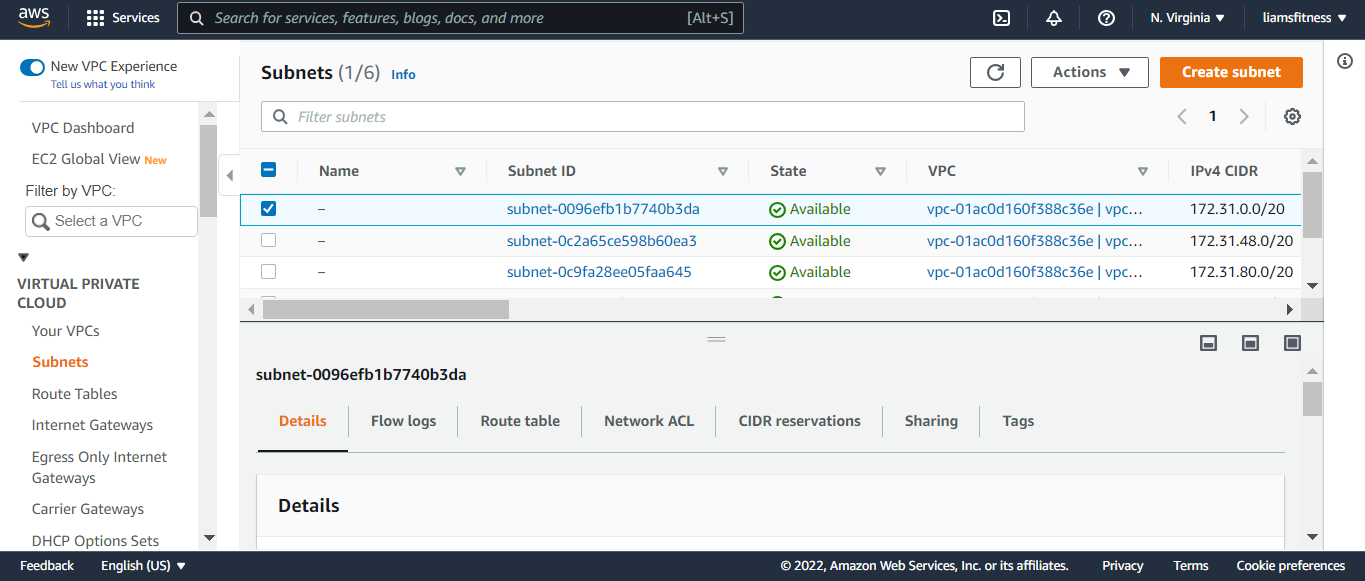 aws
Services
Search for services, features, blogs, docs, and more
[Alt+S]
N. Virginia
liamsfitness
New VPC Experience
Tell us what you think
VPC Dashboard
EC2 Global View New
Filter by VPC:
Select a VPC
VIRTUAL PRIVATE
CLOUD
Your VPCs
Subnets
Route Tables
Internet Gateways
Egress Only Internet
Gateways
Carrier Gateways
DHCP Options Sets
Subnets (1/6) Info
Actions
Create subnet
Filter subnets
1
Name Subnet ID State VPC IPv4 CIDR
– subnet-0096efb1b7740b3da Available vpc-01ac0d160f388c36e | vpc... 172.31.0.0/20
– subnet-0c2a65ce598b60ea3 Available vpc-01ac0d160f388c36e | vpc... 172.31.48.0/20
– subnet-0c9fa28ee05faa645 Available vpc-01ac0d160f388c36e | vpc... 172.31.80.0/20
subnet-0096efb1b7740b3da
Details Flow logs Route table Network ACL CIDR reservations Sharing Tags
Details
Feedback English (US) © 2022, Amazon Web Services, Inc. or its affiliates. Privacy Terms Cookie preferences